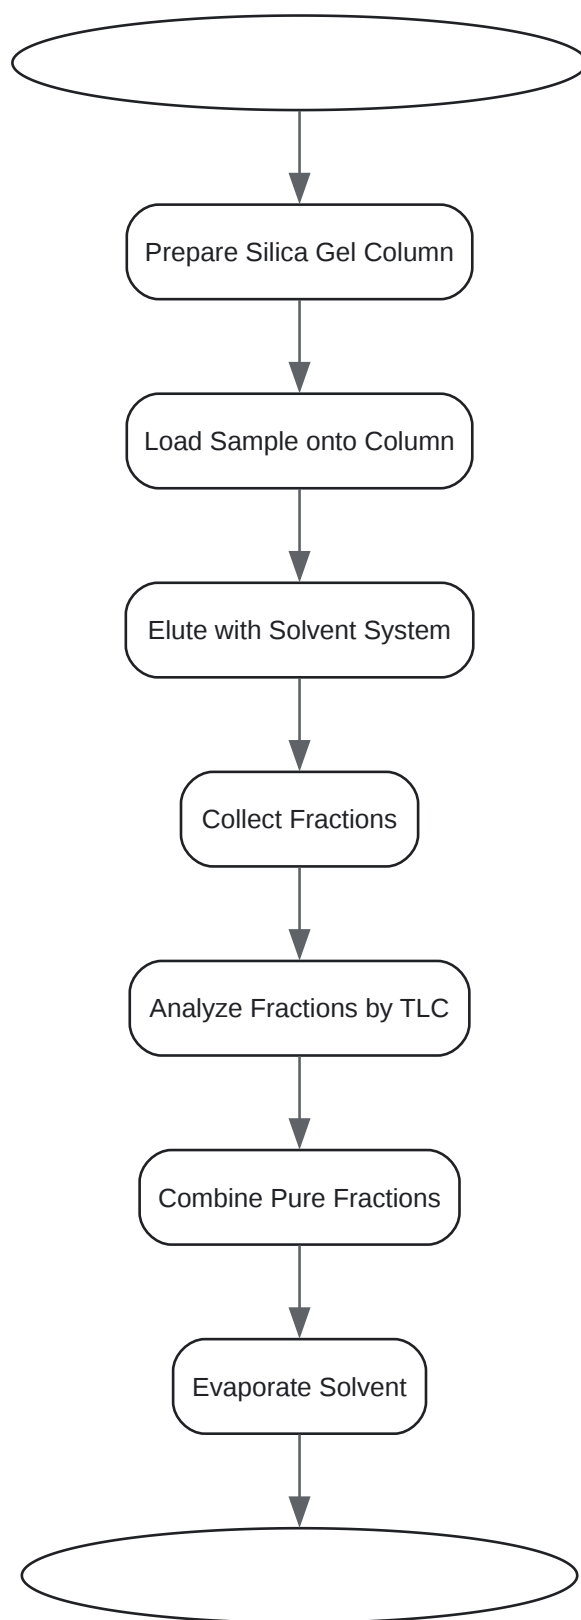 Prepare Silica Gel Column
Load Sample onto Column
Elute with Solvent System
Collect Fractions
Analyze Fractions by TLC
Combine Pure Fractions
Evaporate Solvent